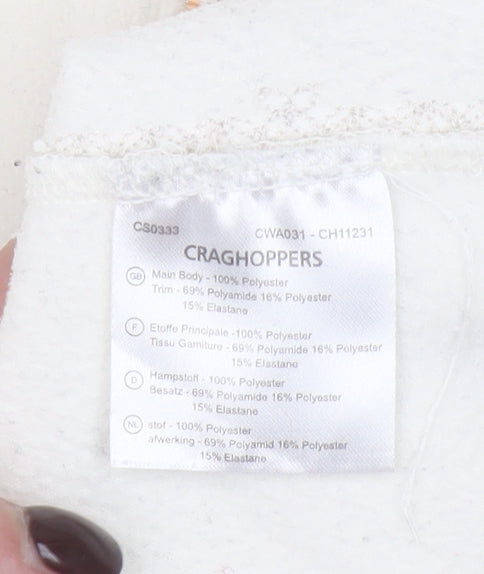 CS0333 CWA031 - CH11231
CRAGHOPPERS
GB Main Body - 100% Polyester
Trim - 69% Polyamide 16% Polyester
15% Elastane
F Etoffe Principale -100% Polyester
Tissu Garniture - 69% Polyamide 16% Polyester
15% Elastane
D Hampstoff - 100% Polyester
Besatz - 69% Polyamide 16% Polyester
15% Elastane
NL stof - 100% Polyester
afwerking - 69% Polyamid 16% Polyester
15% Elastane